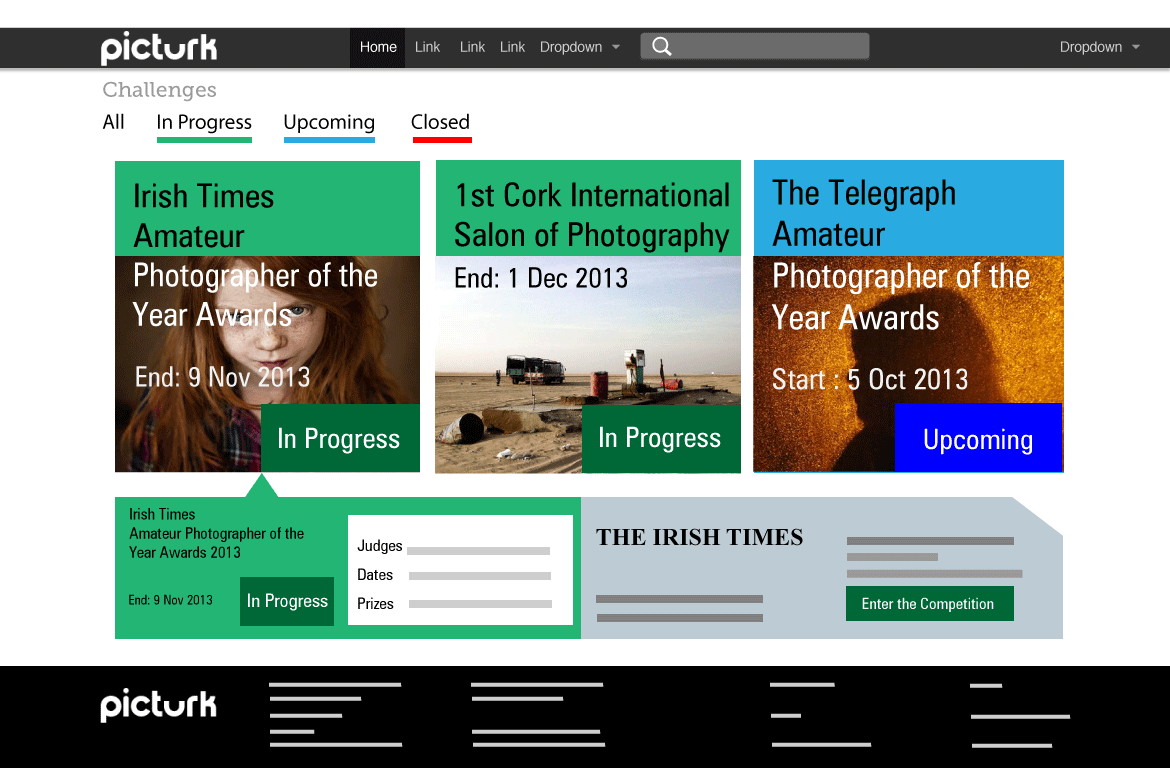 picturk
Home Link Link Link Dropdown Dropdown
Challenges
All In Progress Upcoming Closed
Irish Times
Amateur
Photographer of the
Year Awards
End: 9 Nov 2013
In Progress
1st Cork International
Salon of Photography
End: 1 Dec 2013
In Progress
The Telegraph
Amateur
Photographer of the
Year Awards
Start : 5 Oct 2013
Upcoming
Irish Times
Amateur Photographer of the
Year Awards 2013
End: 9 Nov 2013
In Progress
Judges
Dates
Prizes
THE IRISH TIMES
Enter the Competition
picturk